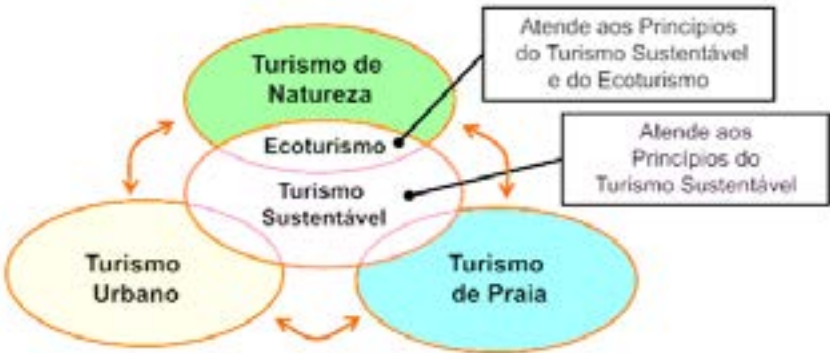 Atende aos Princípios
do Turismo Sustentável
e do Ecoturismo
Turismo de
Natureza
Ecoturismo
Atende aos
Princípios do
Turismo Sustentável
Turismo
Sustentável
Turismo
Urbano
Turismo
de Praia